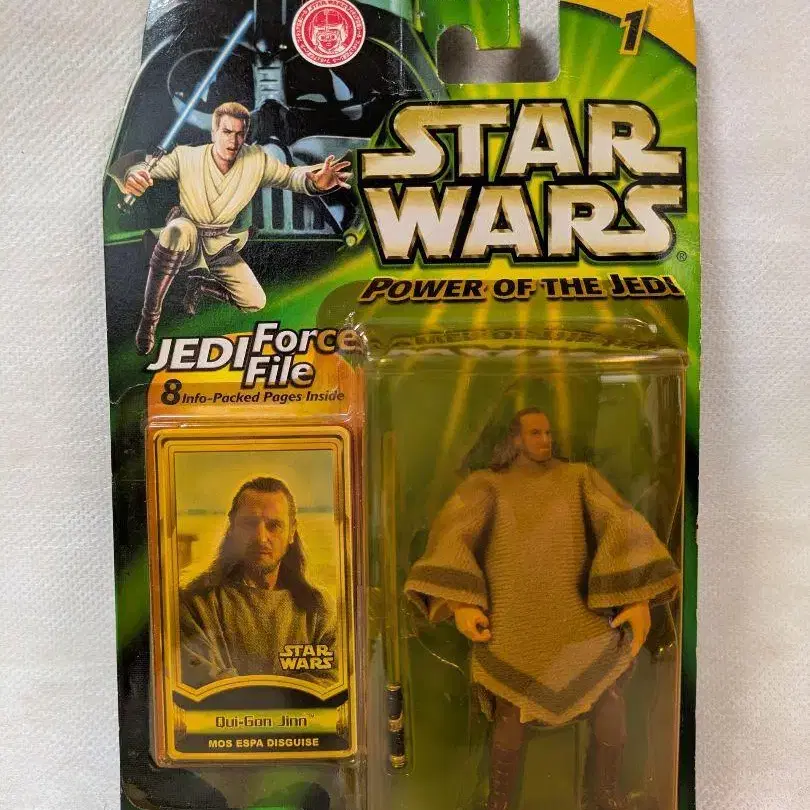 1
STAR
WARS®
POWER OF THE JEDI
JEDI Force
File
8 Info-Packed Pages Inside
STAR
WARS
Qui-Gon Jinn™
MOS ESPA DISGUISE